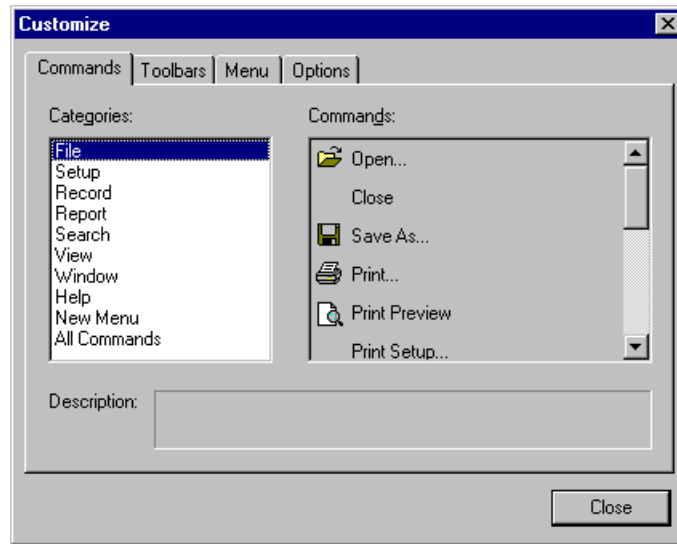 Customize
Commands Toolbars Menu Options
Categories: Commands:
File
Setup
Record
Report
Search
View
Window
Help
New Menu
All Commands
Open...
Close
Save As...
Print...
Print Preview
Print Setup...
Description:
Close